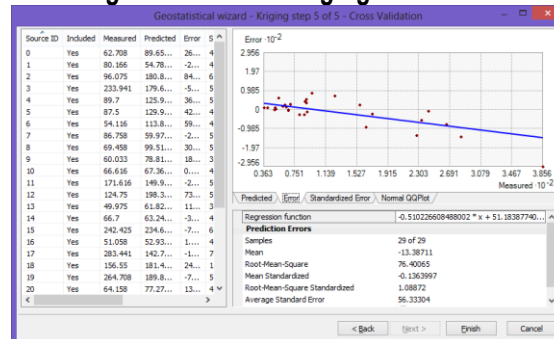 Geostatistical wizard - Kriging step 5 of 5 - Cross Validation
Source ID Included Measured Predicted Error S
0 Yes 62.708 89.65... 26... 4
1 Yes 80.166 54.78... -2... 4
2 Yes 96.075 180.8... 84... 6
3 Yes 233.941 179.6... -5... 5
4 Yes 89.7 125.9... 36... 5
5 Yes 87.5 129.9... 42... 4
6 Yes 54.116 113.8... 59... 4
7 Yes 86.758 59.97... -2... 5
8 Yes 69.458 99.51... 30... 5
9 Yes 60.033 78.81... 18... 3
10 Yes 66.616 67.36... 0.... 4
11 Yes 171.616 149.9... -2... 5
12 Yes 124.75 198.3... 73... 5
13 Yes 49.975 61.82... 11... 3
14 Yes 66.7 63.24... -3... 4
15 Yes 242.425 234.6... -7... 6
16 Yes 51.058 52.93... 1.... 4
17 Yes 283.441 142.7... -1... 7
18 Yes 156.55 181.4... 24... 1
19 Yes 264.708 189.8... -7... 5
20 Yes 64.158 77.27... 13... 4
Error ·10⁻²
2.956
1.97
0.985
0
-0.985
-1.97
-2.956
0.363 0.751 1.139 1.527 1.915 2.303 2.691 3.079 3.467 3.856
Measured ·10⁻²
Predicted Error Standardized Error Normal QQPlot
Regression function -0.510226608488002 * x + 51.18387740...
Prediction Errors
Samples 29 of 29
Mean -13.38711
Root-Mean-Square 76.40065
Mean Standardized -0.1363997
Root-Mean-Square Standardized 1.08872
Average Standard Error 56.33304
< Back Next > Finish Cancel